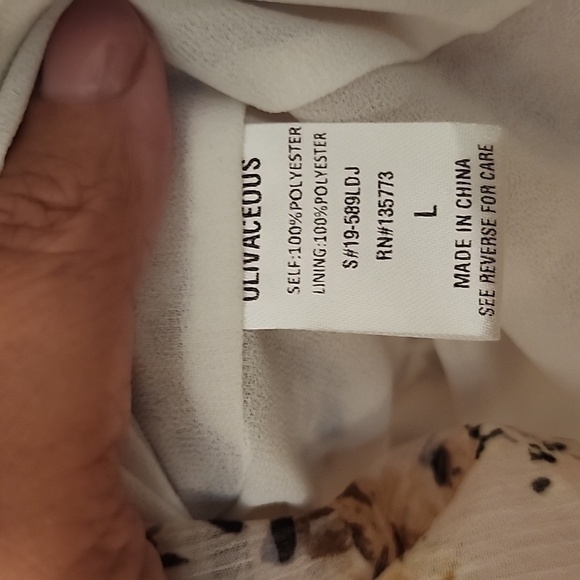 OLIVACEOUS
SELF:100%POLYESTER
LINING:100%POLYESTER
S#19-589LDJ
RN#135773
L
MADE IN CHINA
SEE REVERSE FOR CARE